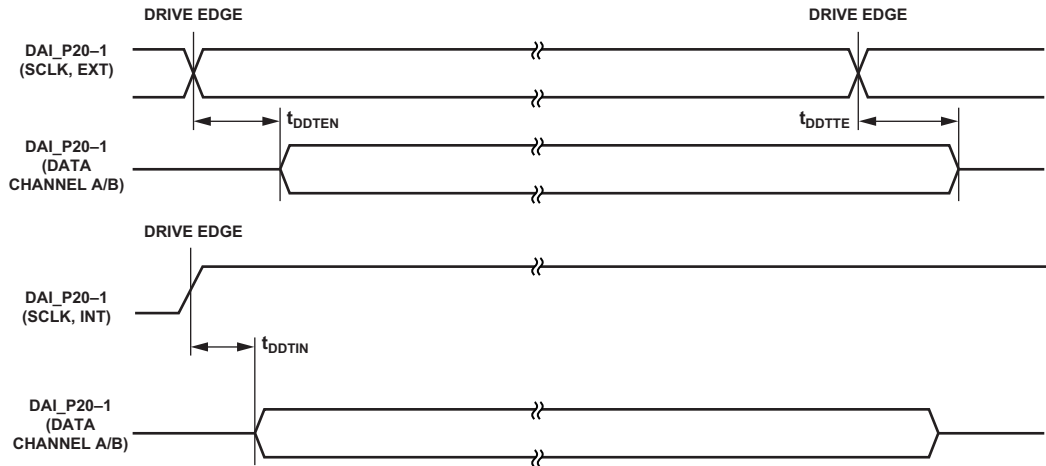 DRIVE EDGE
DRIVE EDGE
DAI_P20–1
(SCLK, EXT)
tDDTEN
tDDTTE
DAI_P20–1
(DATA
CHANNEL A/B)
DRIVE EDGE
DAI_P20–1
(SCLK, INT)
tDDTIN
DAI_P20–1
(DATA
CHANNEL A/B)